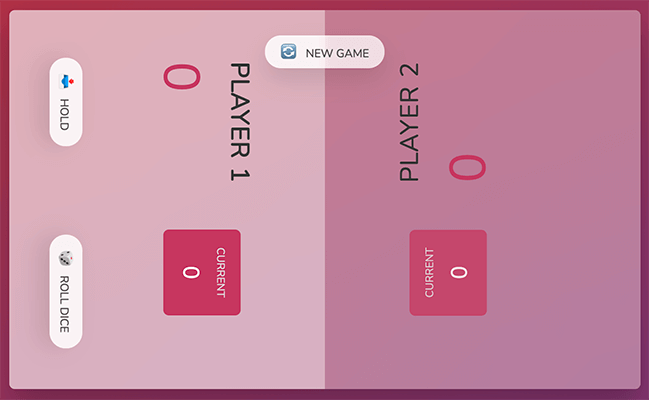 🔄 NEW GAME
PLAYER 1
0
CURRENT
0
📥 HOLD
🎲 ROLL DICE
PLAYER 2
0
CURRENT
0